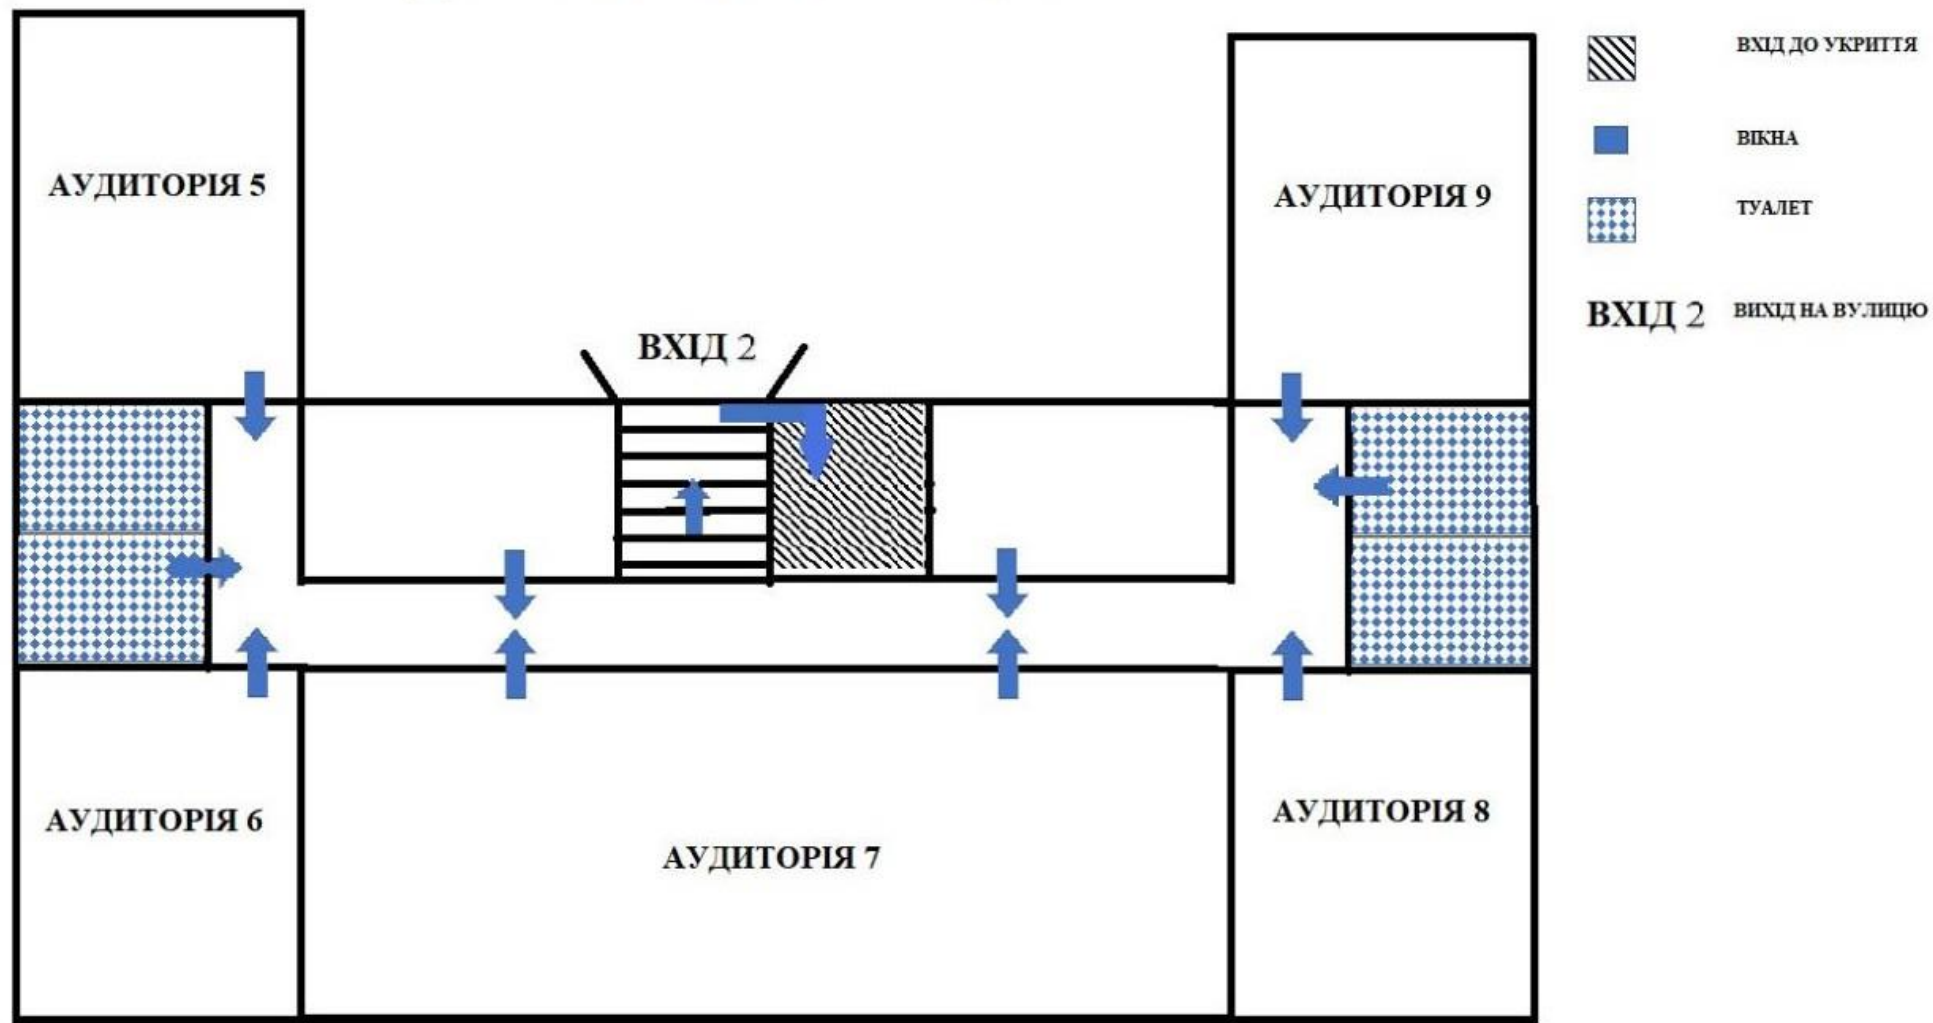 АУДИТОРІЯ 5
АУДИТОРІЯ 9
ВХІД 2
АУДИТОРІЯ 6
АУДИТОРІЯ 7
АУДИТОРІЯ 8
ВХІД ДО УКРИТТЯ
ВІКНА
ТУАЛЕТ
ВХІД 2 ВИХІД НА ВУЛИЦЮ